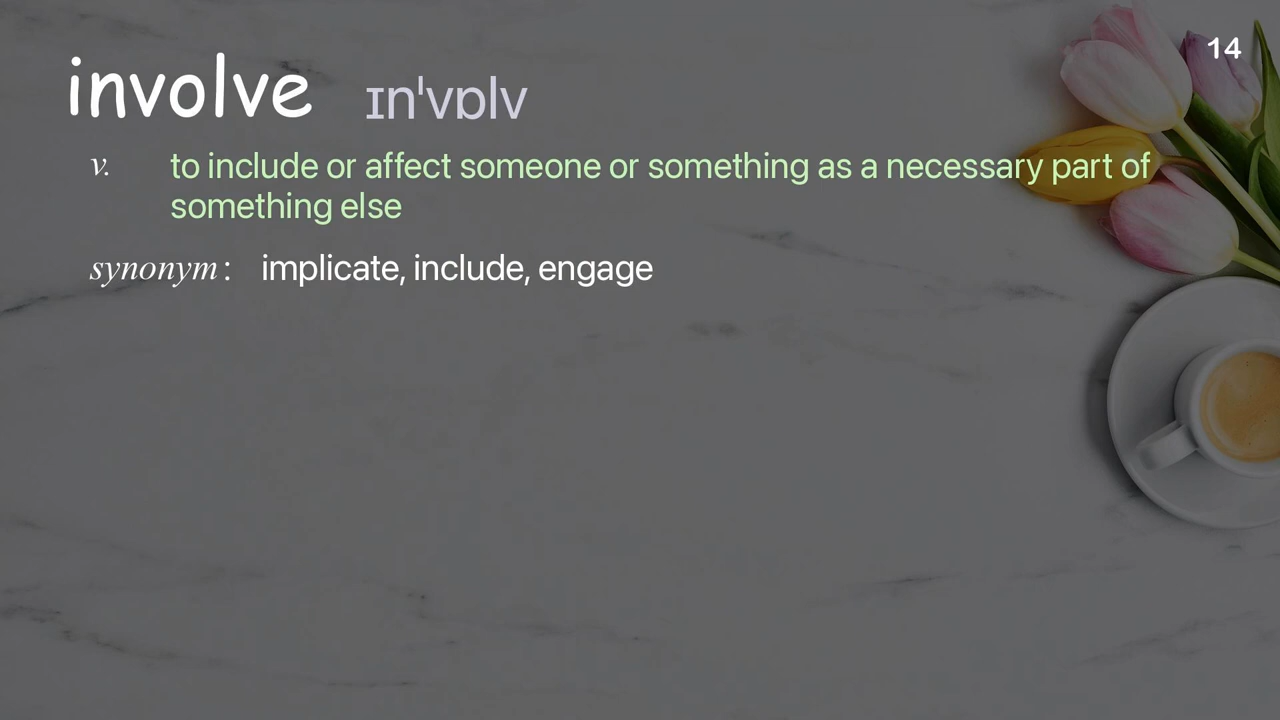 14
involve ɪnˈvɒlv
v. to include or affect someone or something as a necessary part of
something else
synonym : implicate, include, engage